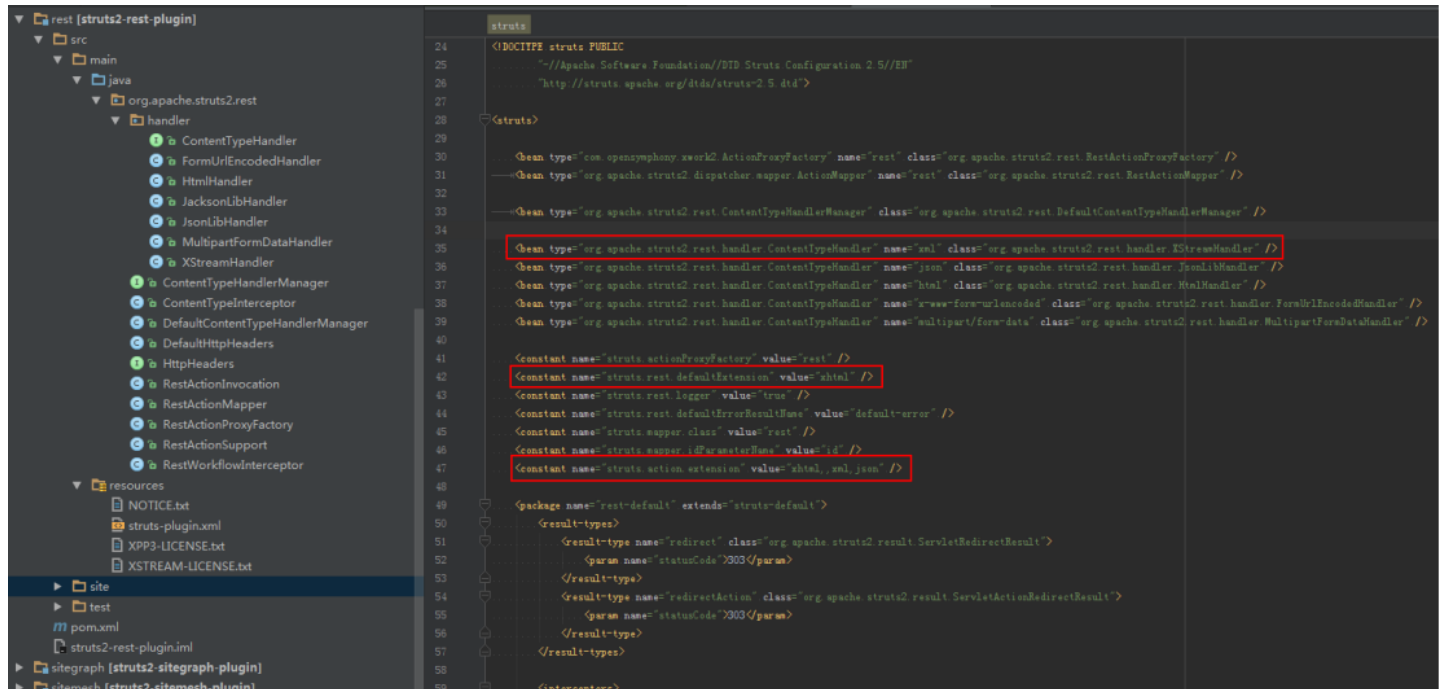 rest [struts2-rest-plugin]
src
main
java
org.apache.struts2.rest
handler
ContentTypeHandler
FormUrlEncodedHandler
HtmlHandler
JacksonLibHandler
JsonLibHandler
MultipartFormDataHandler
XStreamHandler
ContentTypeHandlerManager
ContentTypeInterceptor
DefaultContentTypeHandlerManager
DefaultHttpHeaders
HttpHeaders
RestActionInvocation
RestActionMapper
RestActionProxyFactory
RestActionSupport
RestWorkflowInterceptor
resources
NOTICE.txt
struts-plugin.xml
XPP3-LICENSE.txt
XSTREAM-LICENSE.txt
site
test
pom.xml
struts2-rest-plugin.iml
sitegraph [struts2-sitegraph-plugin]
sitemesh [struts2-sitemesh-plugin]
struts
24 <!DOCTYPE struts PUBLIC
25 "-//Apache Software Foundation//DTD Struts Configuration 2.5//EN"
26 "http://struts.apache.org/dtds/struts-2.5.dtd">
27
28 <struts>
29
30 <bean type="com.opensymphony.xwork2.ActionProxyFactory" name="rest" class="org.apache.struts2.rest.RestActionProxyFactory" />
31 <bean type="org.apache.struts2.dispatcher.mapper.ActionMapper" name="rest" class="org.apache.struts2.rest.RestActionMapper" />
32
33 <bean type="org.apache.struts2.rest.ContentTypeHandlerManager" class="org.apache.struts2.rest.DefaultContentTypeHandlerManager" />
34
35 <bean type="org.apache.struts2.rest.handler.ContentTypeHandler" name="xml" class="org.apache.struts2.rest.handler.XStreamHandler" />
36 <bean type="org.apache.struts2.rest.handler.ContentTypeHandler" name="json" class="org.apache.struts2.rest.handler.JsonLibHandler" />
37 <bean type="org.apache.struts2.rest.handler.ContentTypeHandler" name="html" class="org.apache.struts2.rest.handler.HtmlHandler" />
38 <bean type="org.apache.struts2.rest.handler.ContentTypeHandler" name="x-www-form-urlencoded" class="org.apache.struts2.rest.handler.FormUrlEncodedHandler" />
39 <bean type="org.apache.struts2.rest.handler.ContentTypeHandler" name="multipart/form-data" class="org.apache.struts2.rest.handler.MultipartFormDataHandler" />
40
41 <constant name="struts.actionProxyFactory" value="rest" />
42 <constant name="struts.rest.defaultExtension" value="xhtml" />
43 <constant name="struts.rest.logger" value="true" />
44 <constant name="struts.rest.defaultErrorResultName" value="default-error" />
45 <constant name="struts.mapper.class" value="rest" />
46 <constant name="struts.mapper.idParameterName" value="id" />
47 <constant name="struts.action.extension" value="xhtml,,xml,json" />
48
49 <package name="rest-default" extends="struts-default">
50 <result-types>
51 <result-type name="redirect" class="org.apache.struts2.result.ServletRedirectResult">
52 <param name="statusCode">303</param>
53 </result-type>
54 <result-type name="redirectAction" class="org.apache.struts2.result.ServletActionRedirectResult">
55 <param name="statusCode">303</param>
56 </result-type>
57 </result-types>
58
59 <interceptors>